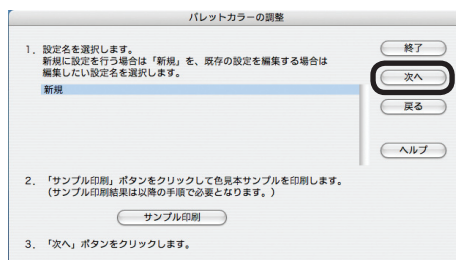 パレットカラーの調整
1. 設定名を選択します。
新規に設定を行う場合は「新規」を、既存の設定を編集する場合は
編集したい設定名を選択します。
新規
終了
次へ
戻る
ヘルプ
2. 「サンプル印刷」ボタンをクリックして色見本サンプルを印刷します。
(サンプル印刷結果は以降の手順で必要となります。)
サンプル印刷
3. 「次へ」ボタンをクリックします。